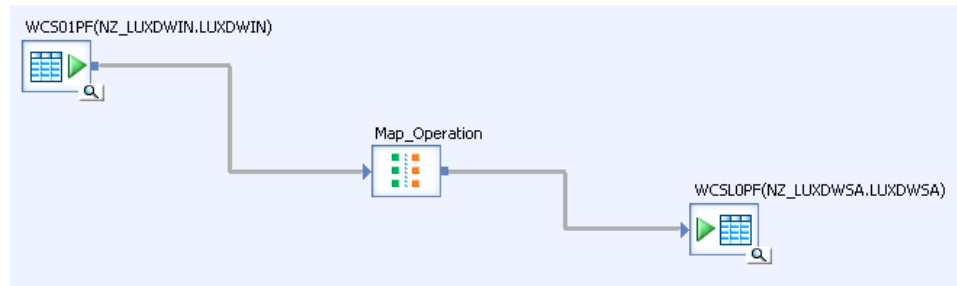 WCS01PF(NZ_LUXDWIN.LUXDWIN)
Map_Operation
WCSL0PF(NZ_LUXDWSA.LUXDWSA)